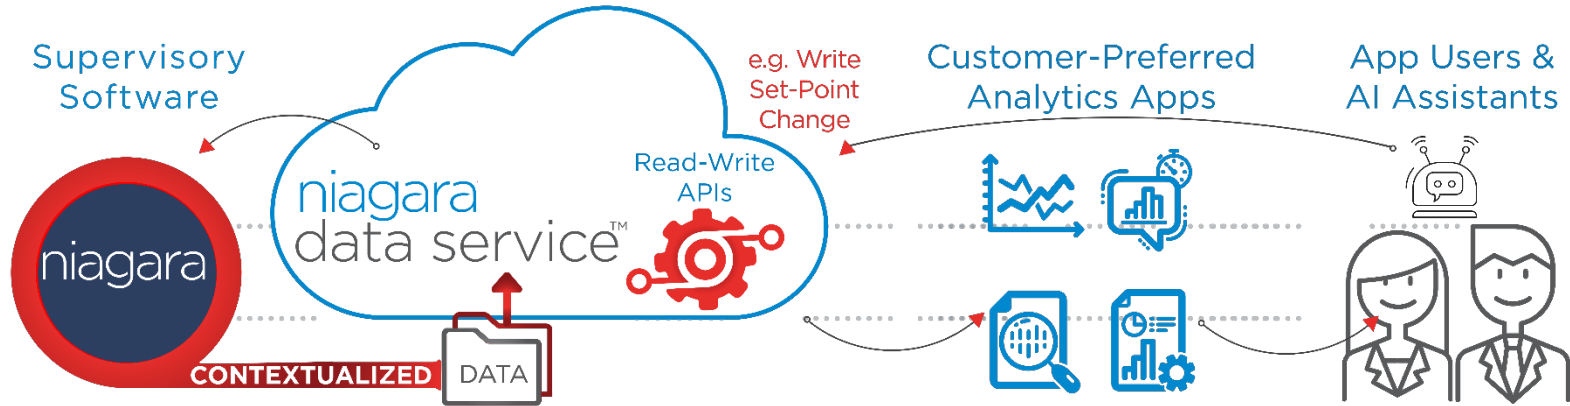 Supervisory
Software
niagara
CONTEXTUALIZED
DATA
niagara
data service™
Read-Write
APIs
e.g. Write
Set-Point
Change
Customer-Preferred
Analytics Apps
App Users &
AI Assistants